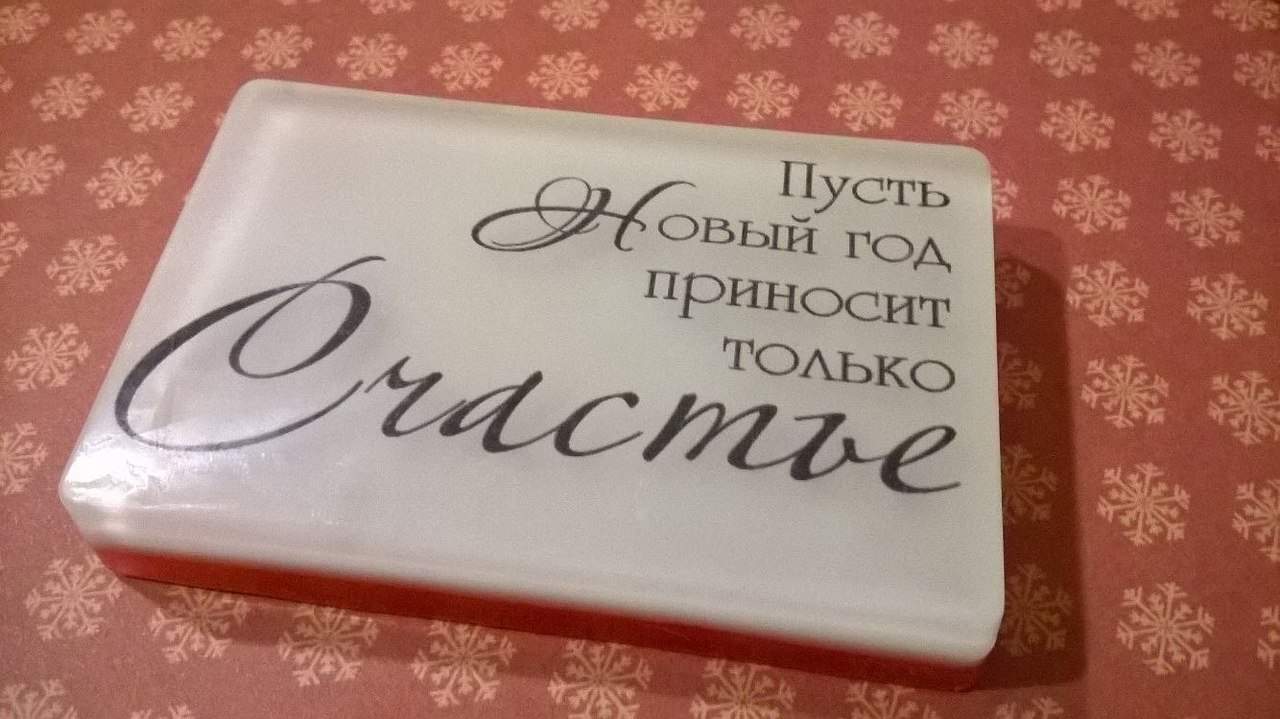 Пусть
Новый год
приносит
только
Счастье